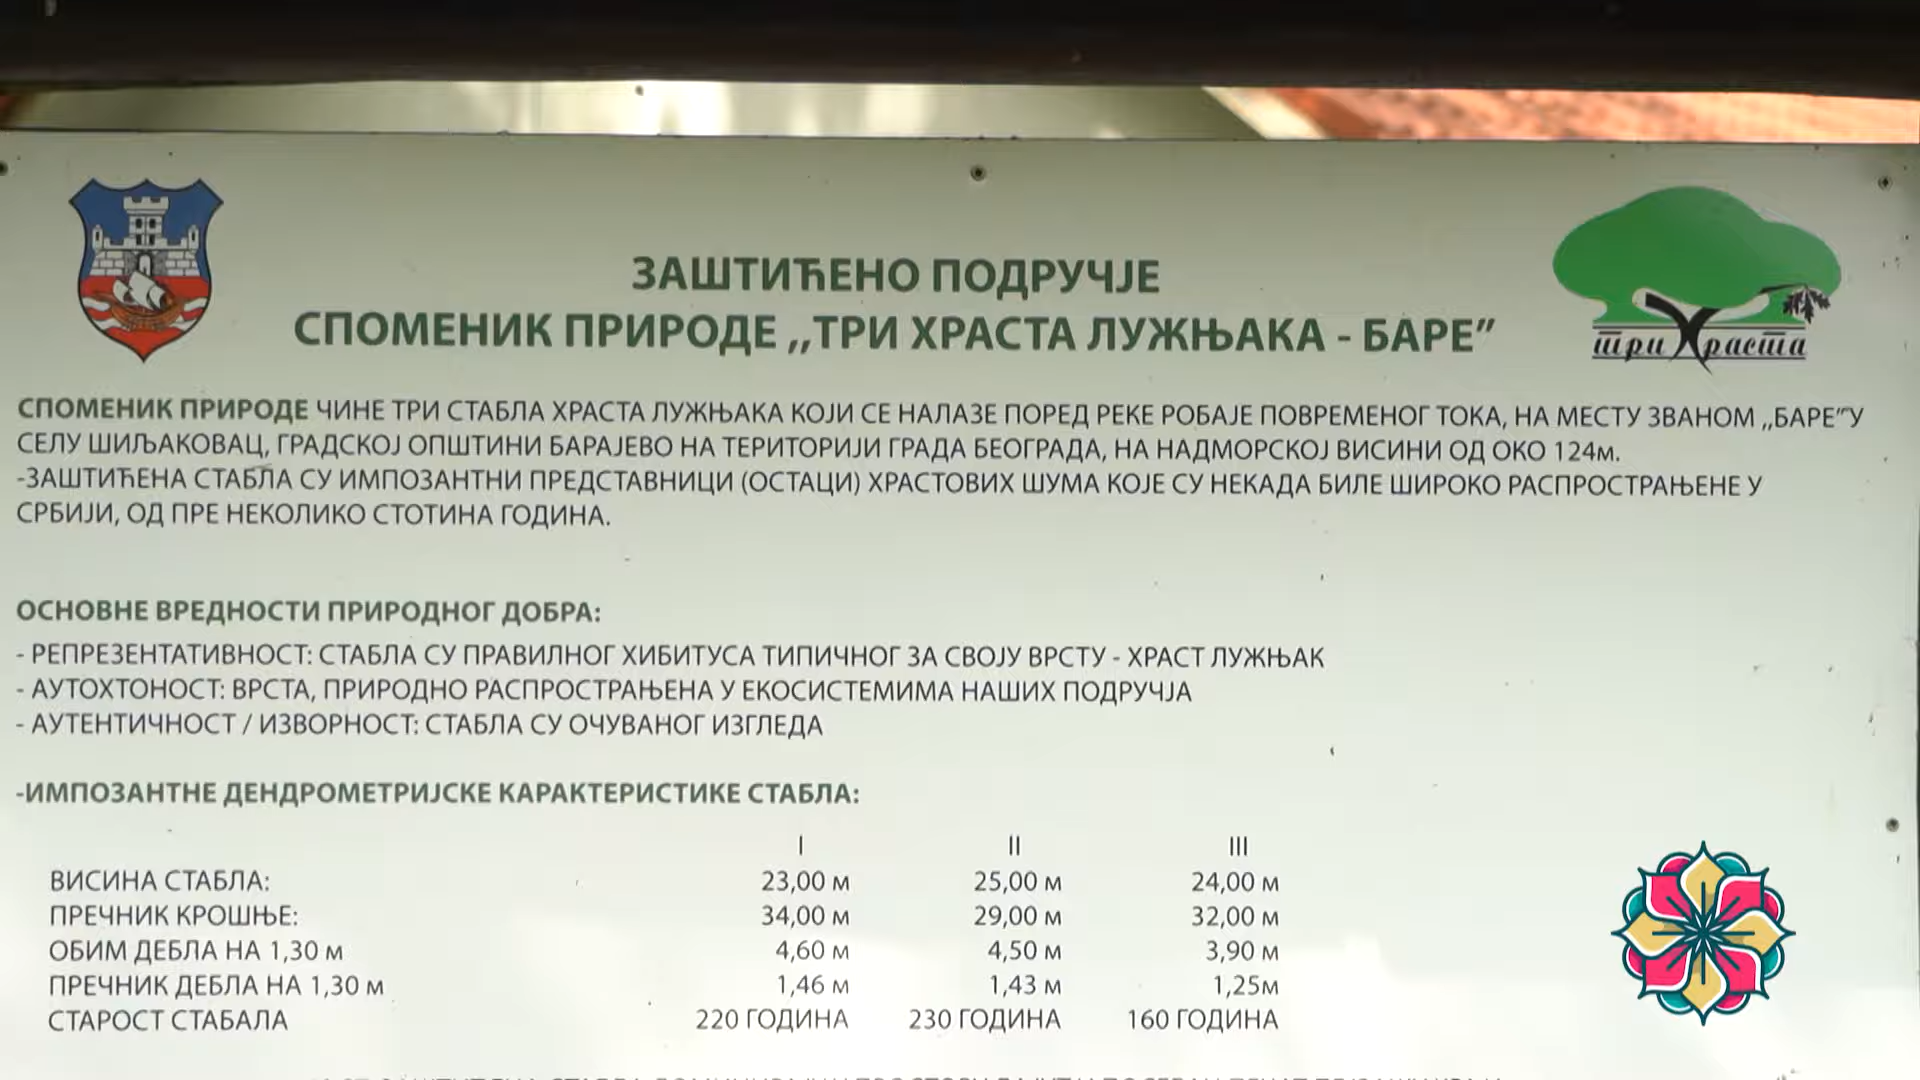 ЗАШТИЋЕНО ПОДРУЧЈЕ
СПОМЕНИК ПРИРОДЕ ,,ТРИ ХРАСТА ЛУЖЊАКА - БАРЕ”
три Храста
СПОМЕНИК ПРИРОДЕ ЧИНЕ ТРИ СТАБЛА ХРАСТА ЛУЖЊАКА КОЈИ СЕ НАЛАЗЕ ПОРЕД РЕКЕ РОБАЈЕ ПОВРЕМЕНОГ ТОКА, НА МЕСТУ ЗВАНОМ ,,БАРЕ” У
СЕЛУ ШИЉАКОВАЦ, ГРАДСКОЈ ОПШТИНИ БАРАЈЕВО НА ТЕРИТОРИЈИ ГРАДА БЕОГРАДА, НА НАДМОРСКОЈ ВИСИНИ ОД ОКО 124м.
-ЗАШТИЋЕНА СТАБЛА СУ ИМПОЗАНТНИ ПРЕДСТАВНИЦИ (ОСТАЦИ) ХРАСТОВИХ ШУМА КОЈЕ СУ НЕКАДА БИЛЕ ШИРОКО РАСПРОСТРАЊЕНЕ У
СРБИЈИ, ОД ПРЕ НЕКОЛИКО СТОТИНА ГОДИНА.
ОСНОВНЕ ВРЕДНОСТИ ПРИРОДНОГ ДОБРА:
- РЕПРЕЗЕНТАТИВНОСТ: СТАБЛА СУ ПРАВИЛНОГ ХИБИТУСА ТИПИЧНОГ ЗА СВОЈУ ВРСТУ - ХРАСТ ЛУЖЊАК
- АУТОХТОНОСТ: ВРСТА, ПРИРОДНО РАСПРОСТРАЊЕНА У ЕКОСИСТЕМИМА НАШИХ ПОДРУЧЈА
- АУТЕНТИЧНОСТ / ИЗВОРНОСТ: СТАБЛА СУ ОЧУВАНОГ ИЗГЛЕДА
-ИМПОЗАНТНЕ ДЕНДРОМЕТРИЈСКЕ КАРАКТЕРИСТИКЕ СТАБЛА:
I II III
ВИСИНА СТАБЛА: 23,00 м 25,00 м 24,00 м
ПРЕЧНИК КРОШЊЕ: 34,00 м 29,00 м 32,00 м
ОБИМ ДЕБЛА НА 1,30 м 4,60 м 4,50 м 3,90 м
ПРЕЧНИК ДЕБЛА НА 1,30 м 1,46 м 1,43 м 1,25м
СТАРОСТ СТАБАЛА 220 ГОДИНА 230 ГОДИНА 160 ГОДИНА